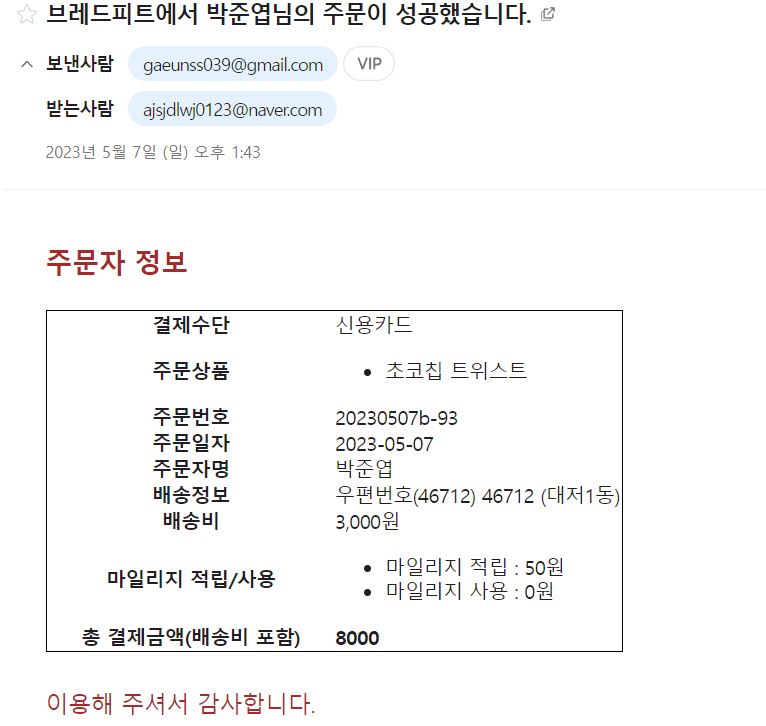 브레드피트에서 박준엽님의 주문이 성공했습니다.
보낸사람 gaeunss039@gmail.com VIP
받는사람 ajsjdlwj0123@naver.com
2023년 5월 7일 (일) 오후 1:43
주문자 정보
결제수단 신용카드
주문상품 • 초코칩 트위스트
주문번호 20230507b-93
주문일자 2023-05-07
주문자명 박준엽
배송정보 우편번호(46712) 46712 (대저1동)
배송비 3,000원
마일리지 적립/사용 • 마일리지 적립 : 50원
• 마일리지 사용 : 0원
총 결제금액(배송비 포함) 8000
이용해 주셔서 감사합니다.